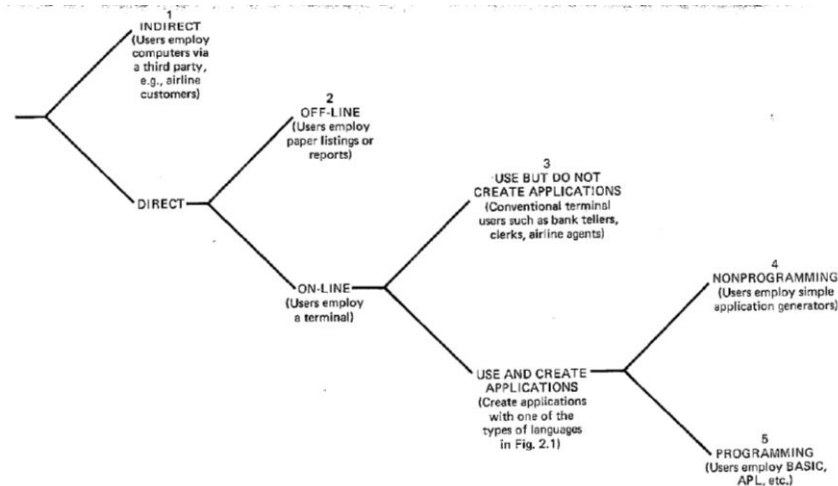 1
INDIRECT
(Users employ
computers via
a third party,
e.g., airline
customers)
2
OFF-LINE
(Users employ
paper listings or
reports)
DIRECT
3
USE BUT DO NOT
CREATE APPLICATIONS
(Conventional terminal
users such as bank tellers,
clerks, airline agents)
ON-LINE
(Users employ
a terminal)
4
NONPROGRAMMING
(Users employ simple
application generators)
USE AND CREATE
APPLICATIONS
(Create applications
with one of the
types of languages
in Fig. 2.1)
5
PROGRAMMING
(Users employ BASIC,
APL, etc.)